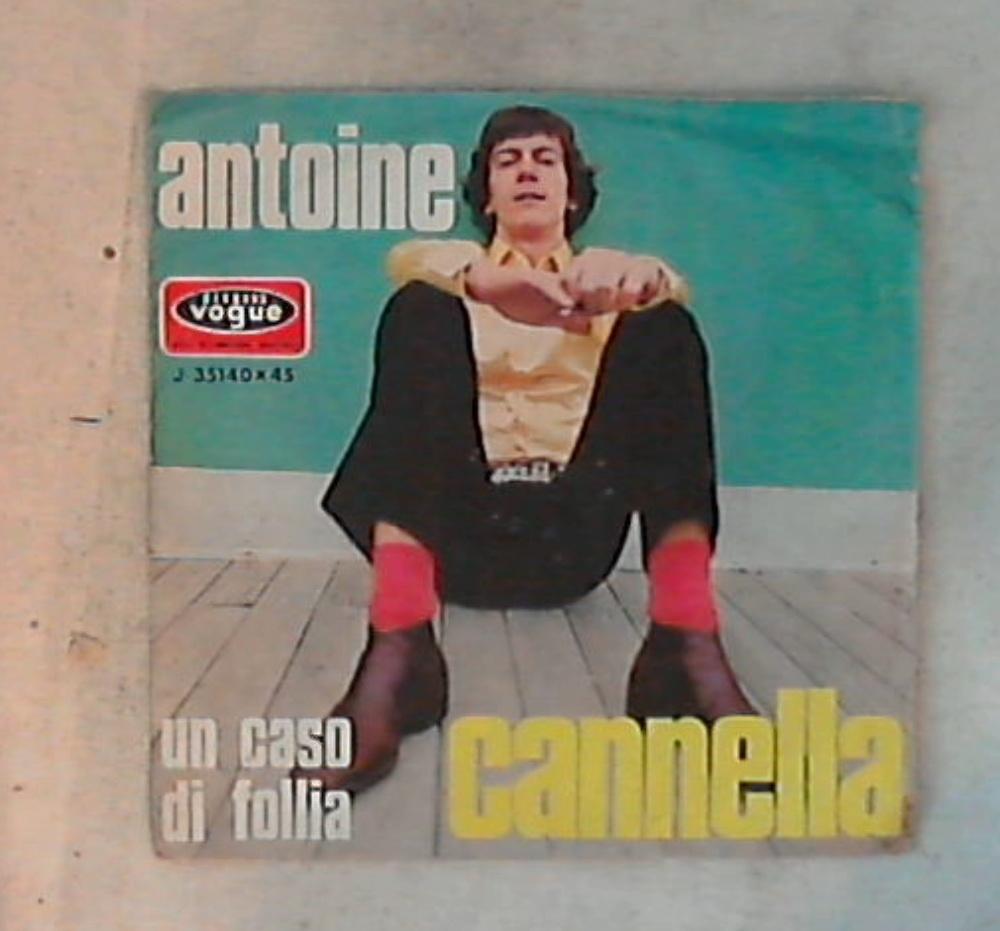 antoine
vogue
J 35140×45
un caso
di follia
cannella